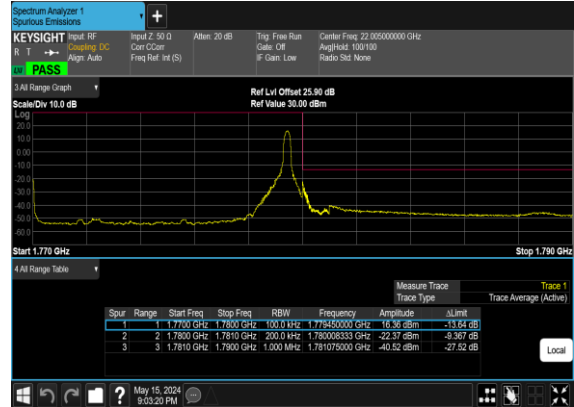 Spectrum Analyzer 1
Spurious Emissions
KEYSIGHT Input: RF Input Z: 50 Ω Atten: 20 dB Trig: Free Run Center Freq: 22.005000000 GHz
R T Coupling: DC Corr CCorr Gate: Off Avg|Hold: 100/100
Align: Auto Freq Ref: Int (S) IF Gain: Low Radio Std: None
PASS
3 All Range Graph
Ref Lvl Offset 25.90 dB
Scale/Div 10.0 dB Ref Value 30.00 dBm
Log
20.0
10.0
0.00
-10.0
-20.0
-30.0
-40.0
-50.0
-60.0
Start 1.770 GHz Stop 1.790 GHz
4 All Range Table
Measure Trace Trace 1
Trace Type Trace Average (Active)
Spur Range Start Freq Stop Freq RBW Frequency Amplitude ΔLimit
1 1 1.7700 GHz 1.7800 GHz 100.0 kHz 1.779450000 GHz 16.36 dBm -13.64 dB
2 2 1.7800 GHz 1.7810 GHz 200.0 kHz 1.780008333 GHz -22.37 dBm -9.367 dB
3 3 1.7810 GHz 1.7900 GHz 1.000 MHz 1.781075000 GHz -40.52 dBm -27.52 dB
Local
? May 15, 2024
9:03:20 PM